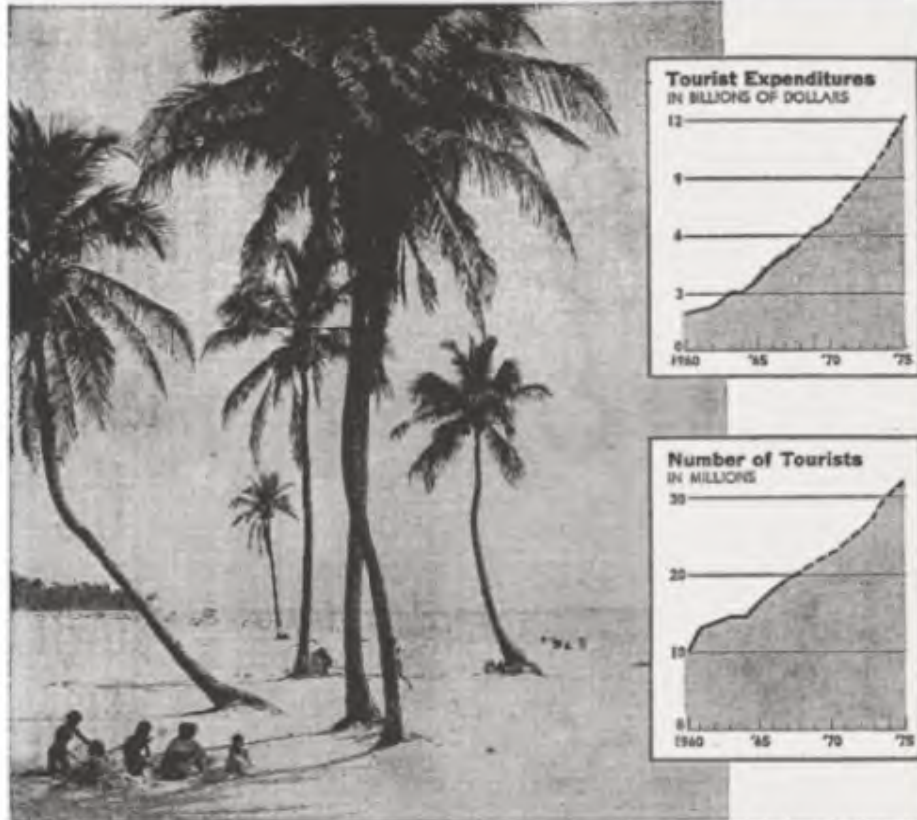 Tourist Expenditures
IN BILLIONS OF DOLLARS
12
9
6
3
0
1960 '65 '70 '75
Number of Tourists
IN MILLIONS
30
20
10
0
1960 '65 '70 '75